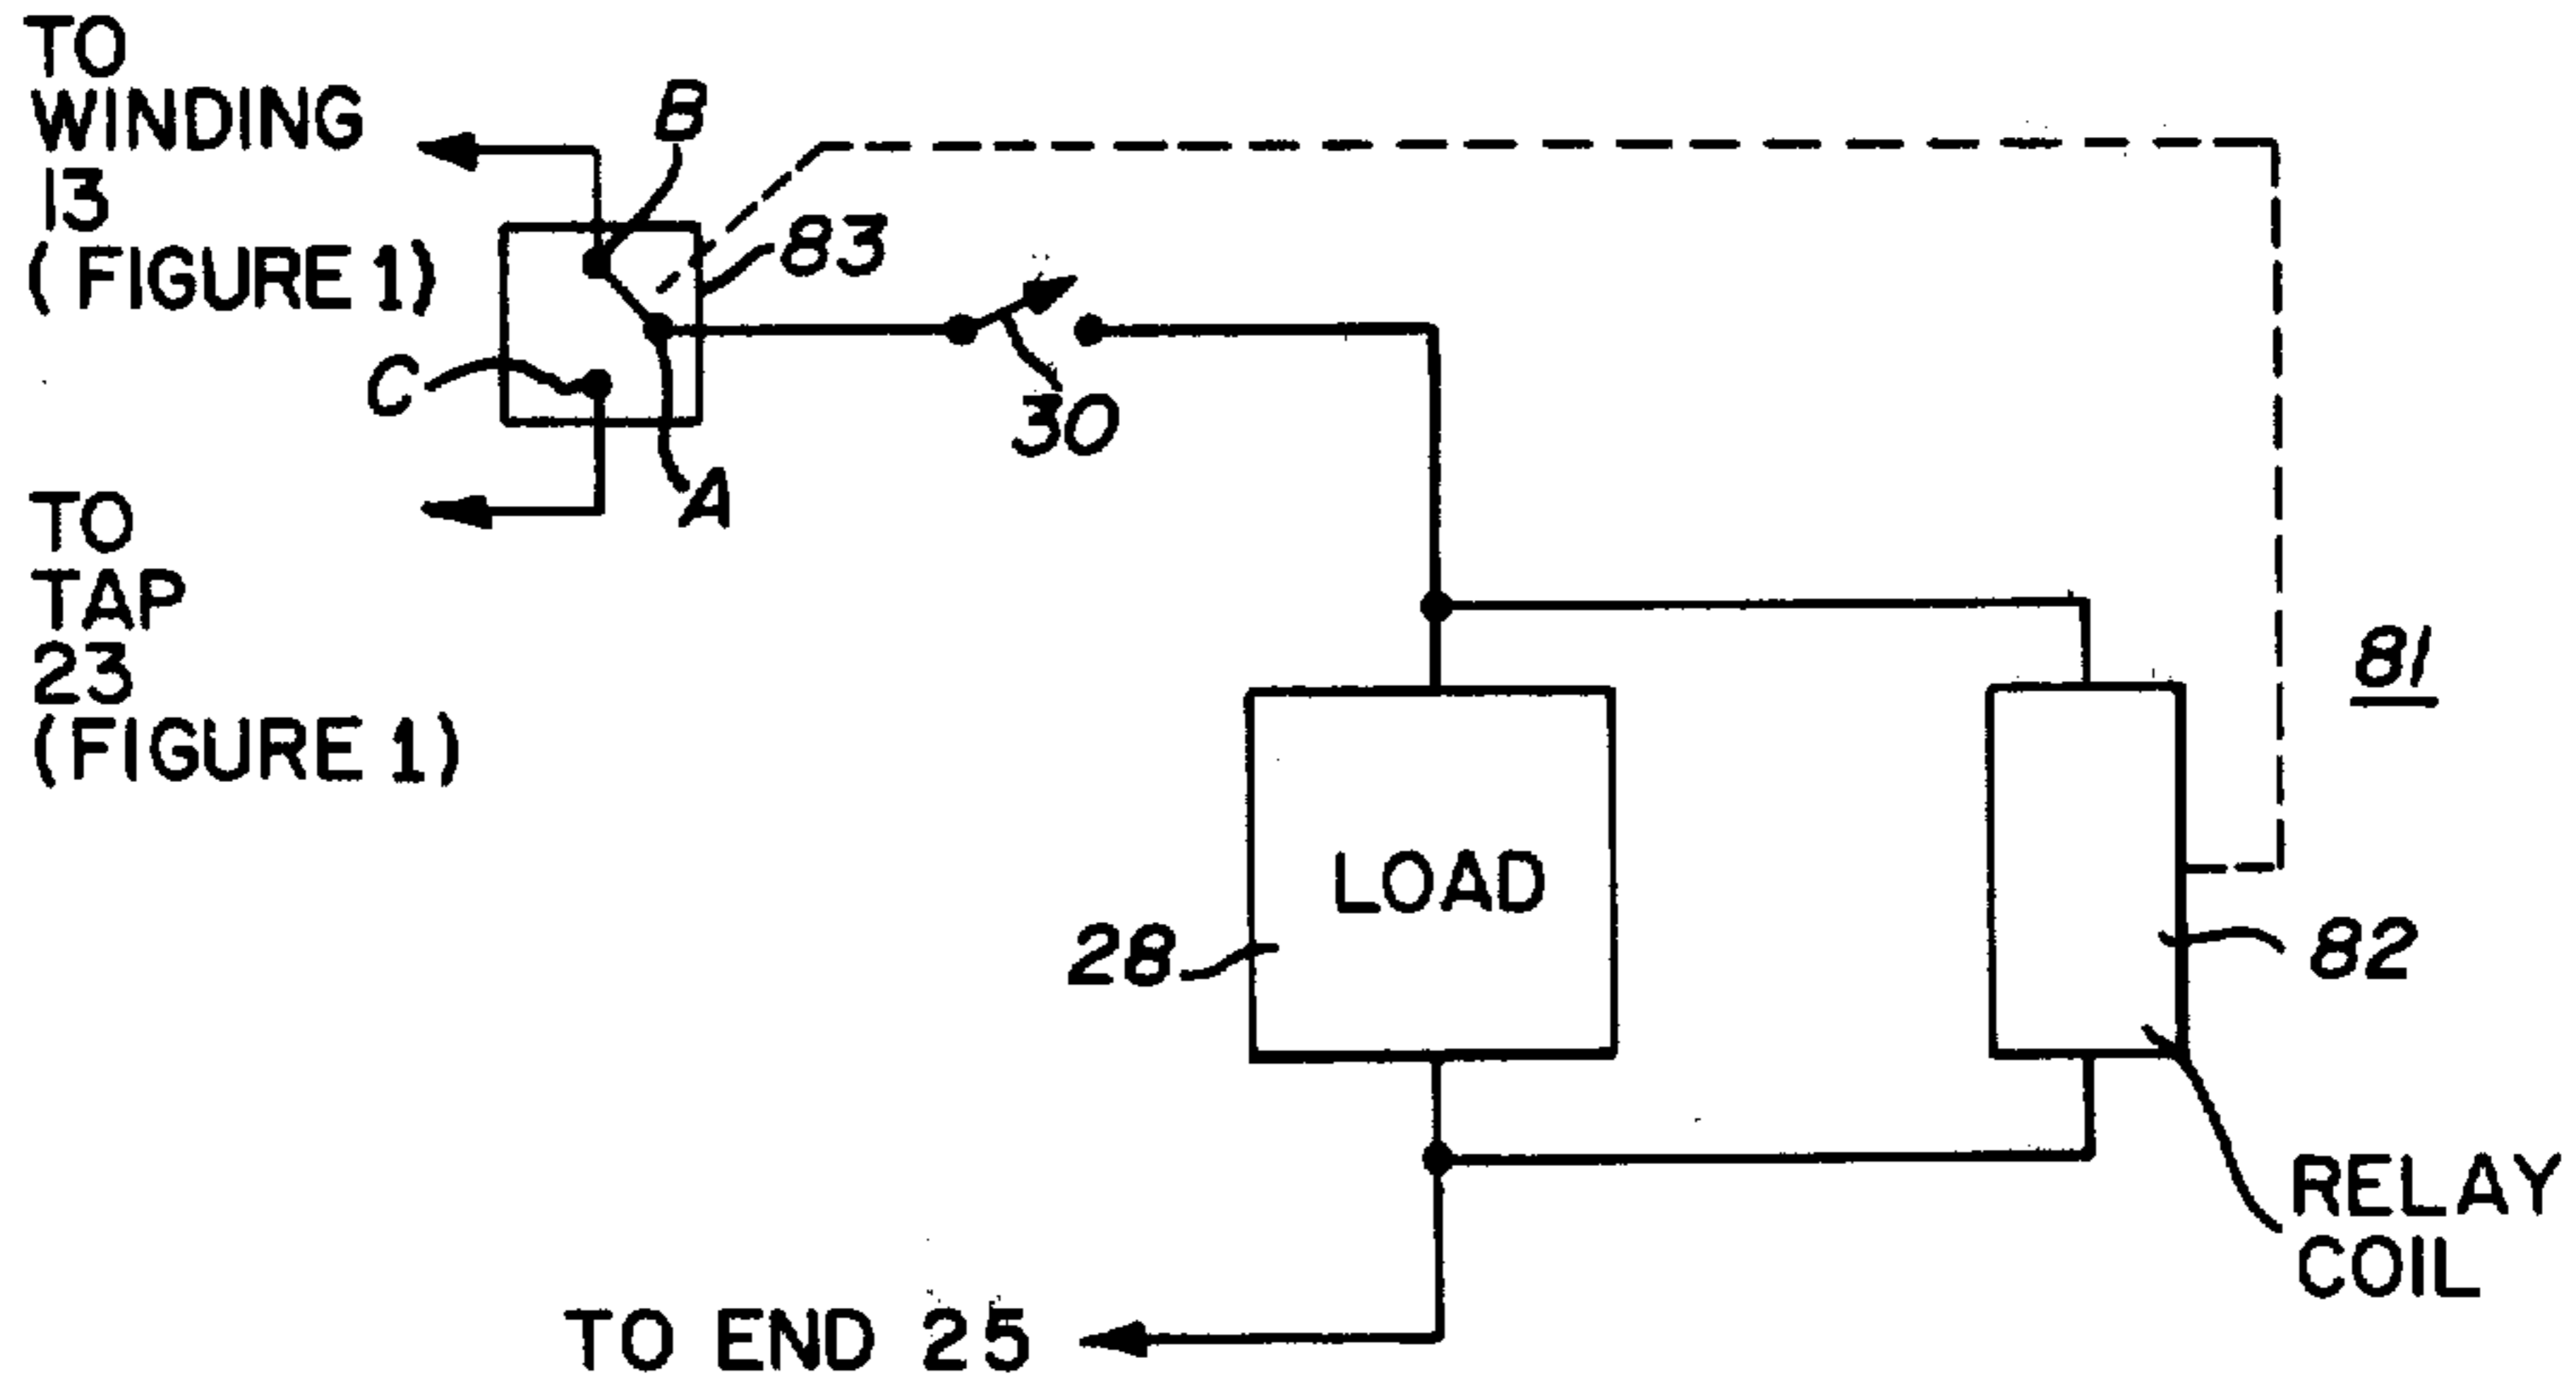 TO
WINDING
13
(FIGURE 1)
B
83
C
A
30
TO
TAP
23
(FIGURE 1)
81
LOAD
28
82
RELAY
COIL
TO END 25